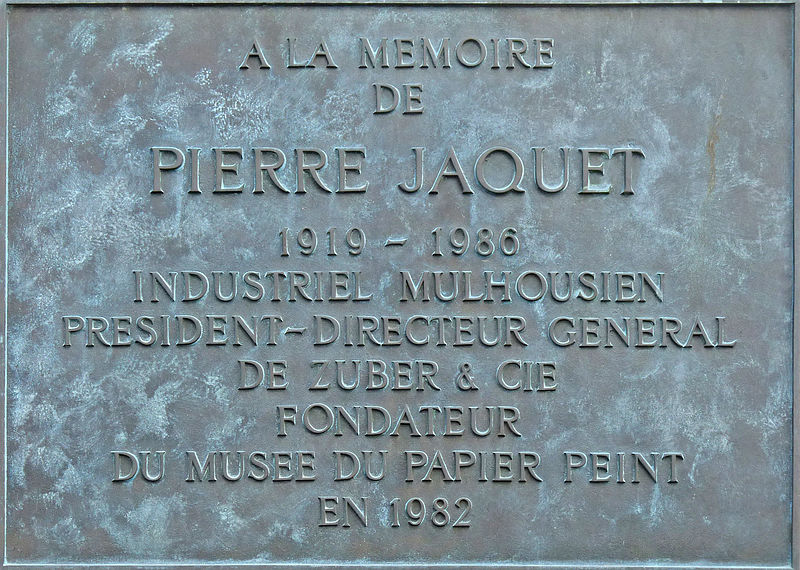 A LA MEMOIRE
DE
PIERRE JAQUET
1919 - 1986
INDUSTRIEL MULHOUSIEN
PRESIDENT-DIRECTEUR GENERAL
DE ZUBER & CIE
FONDATEUR
DU MUSEE DU PAPIER PEINT
EN 1982